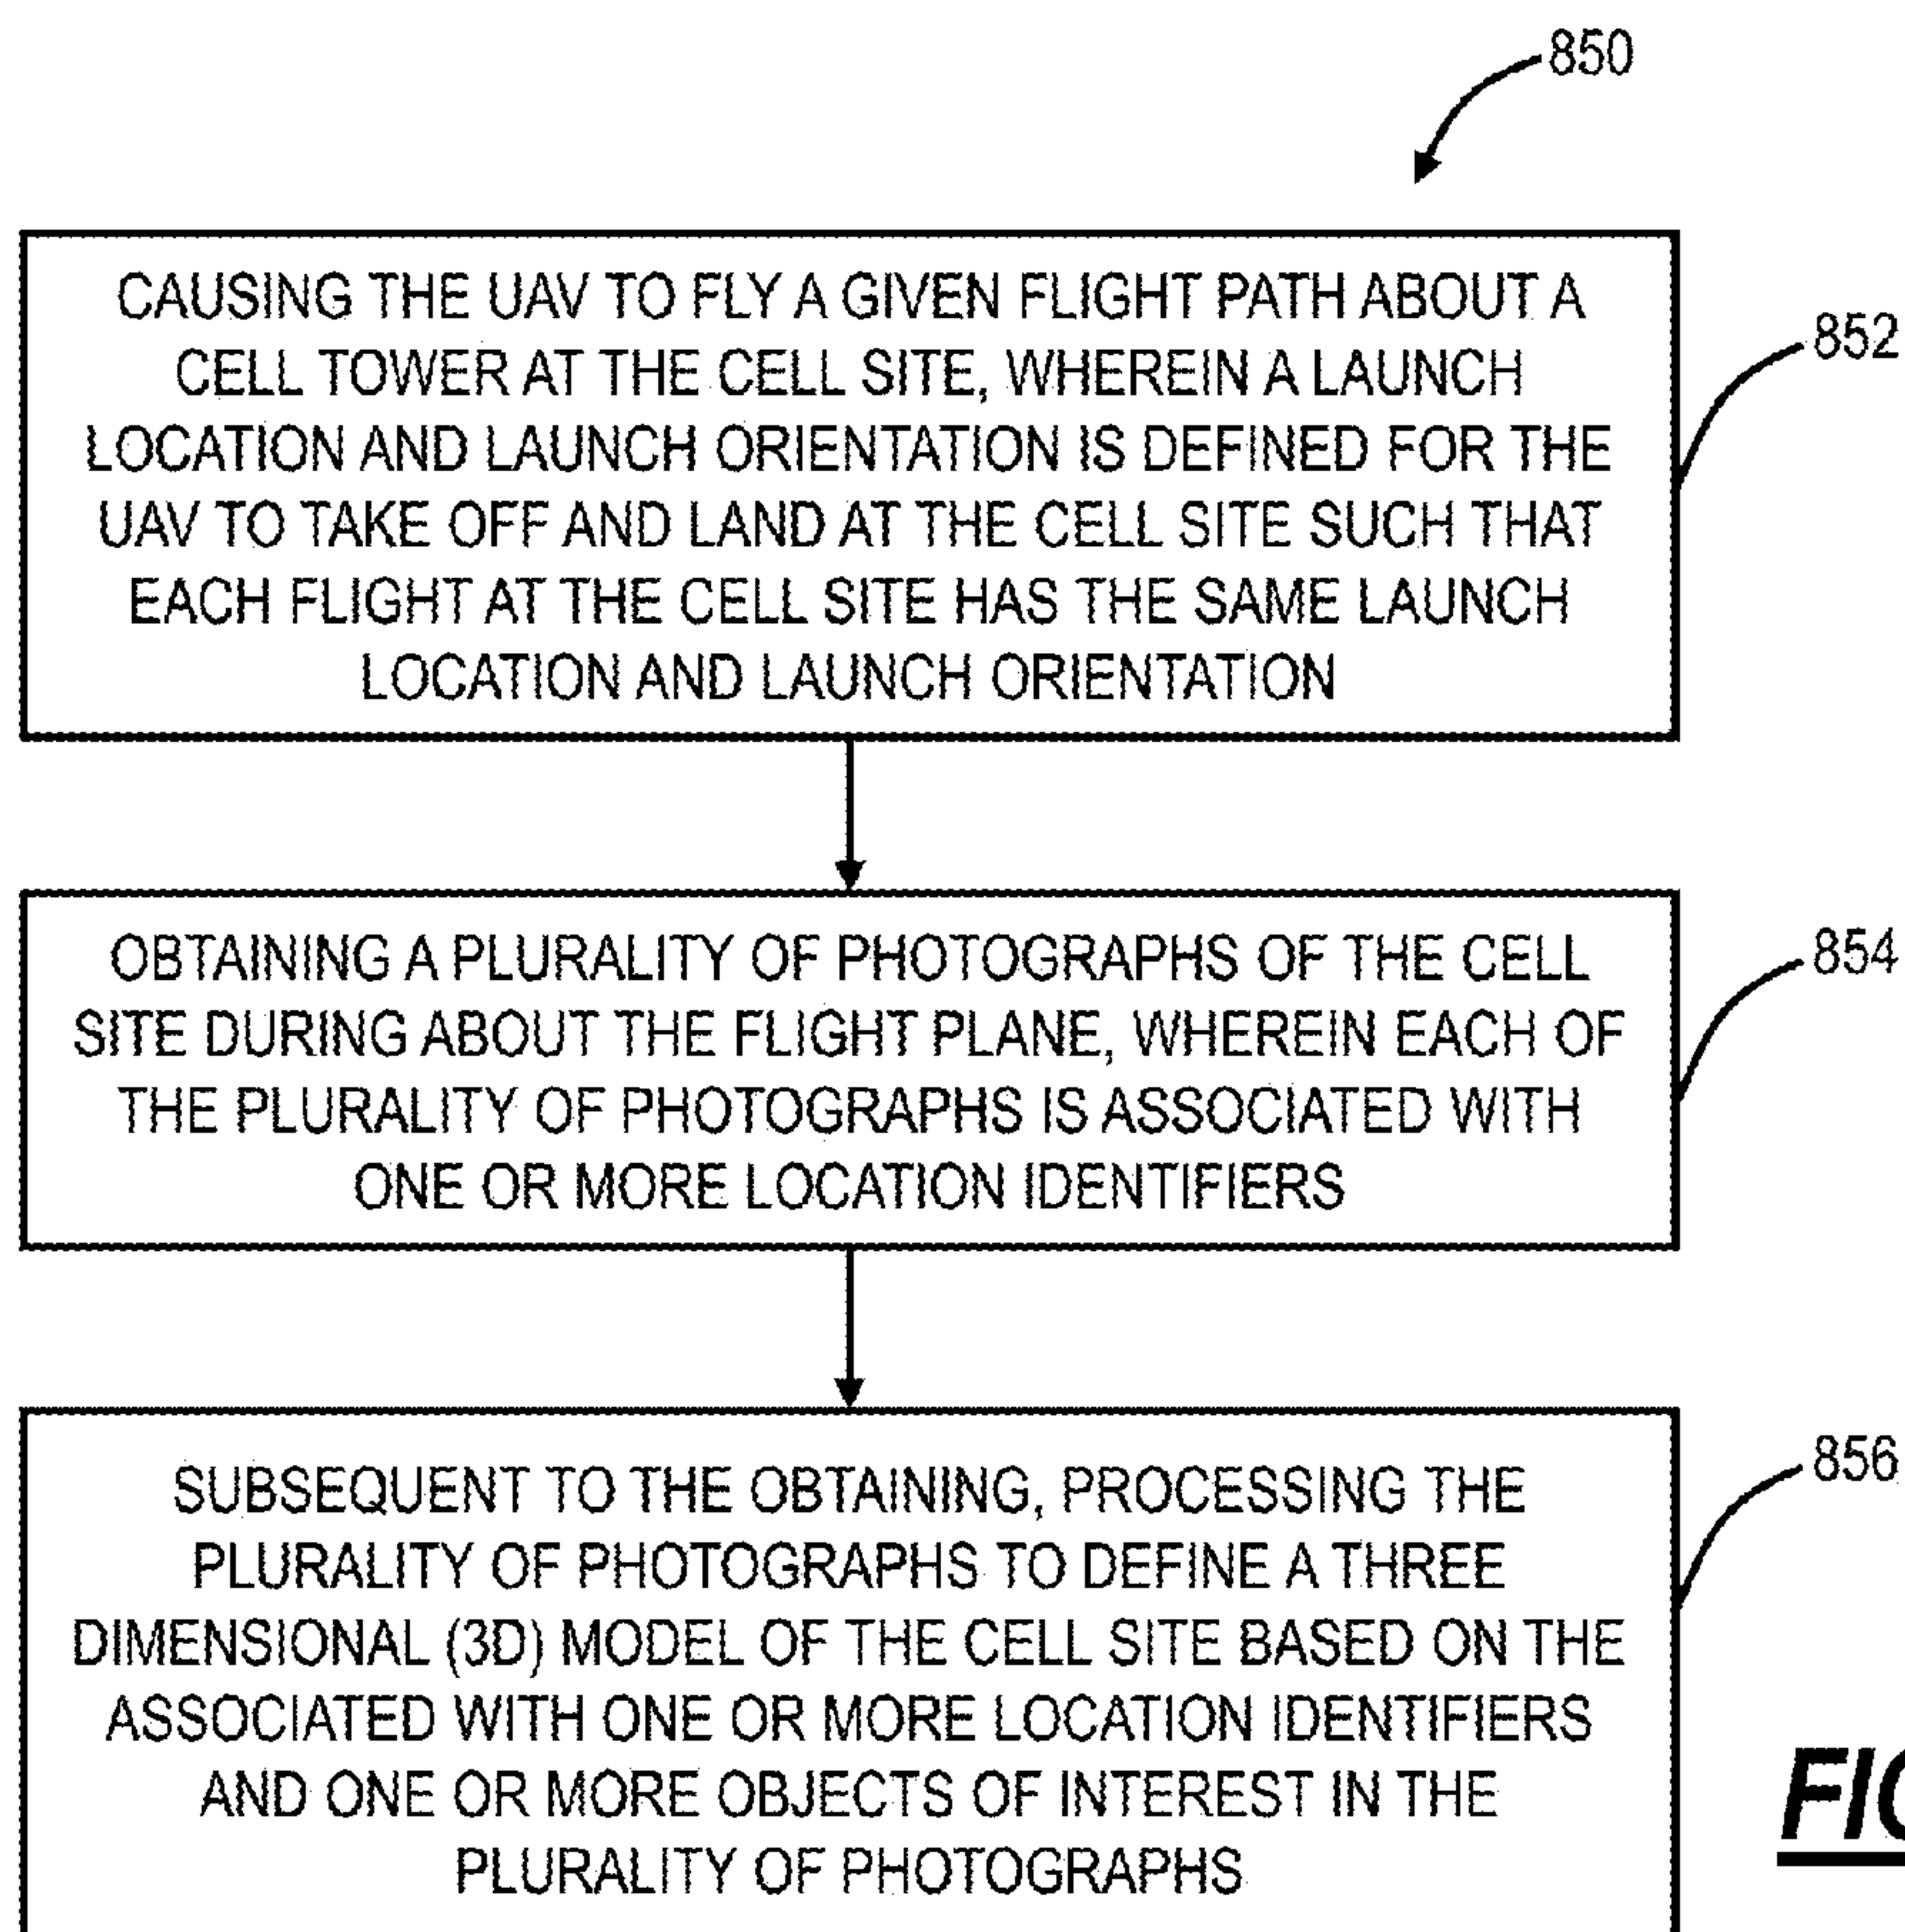 850
CAUSING THE UAV TO FLY A GIVEN FLIGHT PATH ABOUT A
CELL TOWER AT THE CELL SITE, WHEREIN A LAUNCH
LOCATION AND LAUNCH ORIENTATION IS DEFINED FOR THE
UAV TO TAKE OFF AND LAND AT THE CELL SITE SUCH THAT
EACH FLIGHT AT THE CELL SITE HAS THE SAME LAUNCH
LOCATION AND LAUNCH ORIENTATION
852
OBTAINING A PLURALITY OF PHOTOGRAPHS OF THE CELL
SITE DURING ABOUT THE FLIGHT PLANE, WHEREIN EACH OF
THE PLURALITY OF PHOTOGRAPHS IS ASSOCIATED WITH
ONE OR MORE LOCATION IDENTIFIERS
854
SUBSEQUENT TO THE OBTAINING, PROCESSING THE
PLURALITY OF PHOTOGRAPHS TO DEFINE A THREE
DIMENSIONAL (3D) MODEL OF THE CELL SITE BASED ON THE
ASSOCIATED WITH ONE OR MORE LOCATION IDENTIFIERS
AND ONE OR MORE OBJECTS OF INTEREST IN THE
PLURALITY OF PHOTOGRAPHS
856